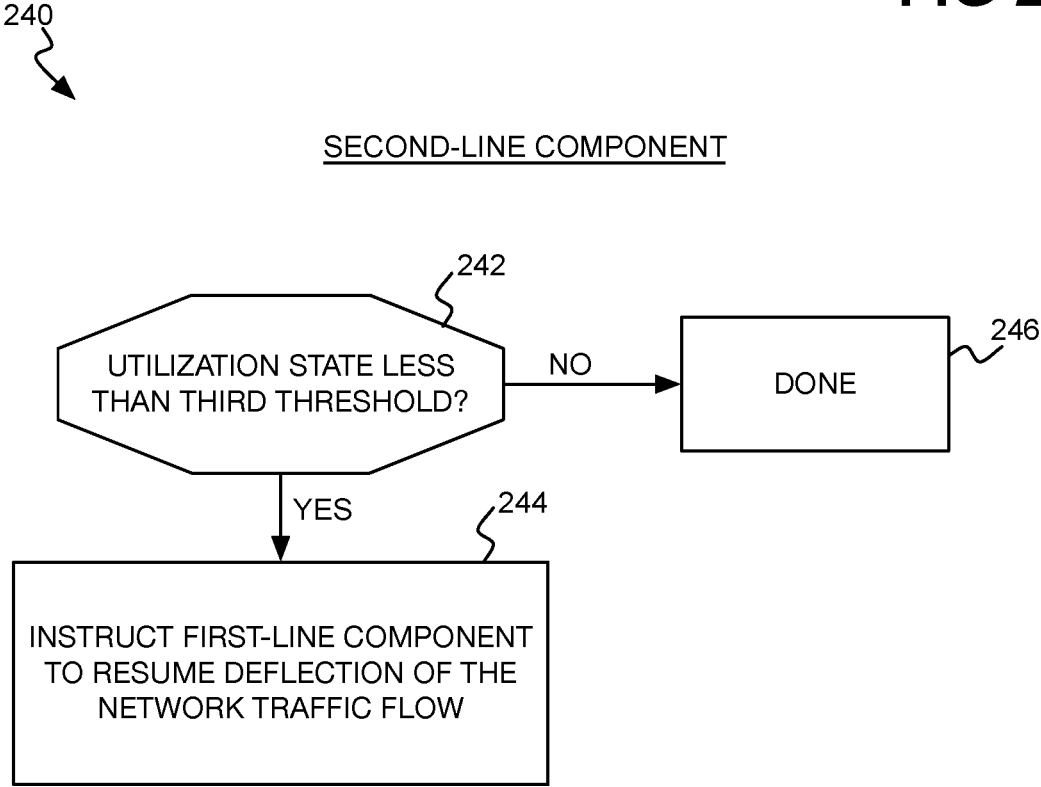 240
SECOND-LINE COMPONENT
242
UTILIZATION STATE LESS
THAN THIRD THRESHOLD?
NO
246
DONE
YES
244
INSTRUCT FIRST-LINE COMPONENT
TO RESUME DEFLECTION OF THE
NETWORK TRAFFIC FLOW